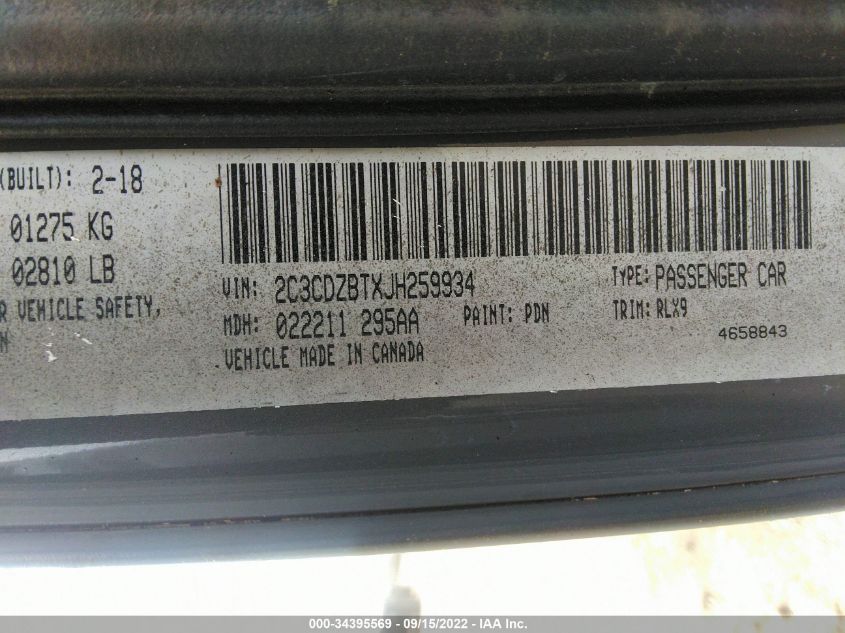 (BUILT): 2-18
01275 KG
02810 LB
R VEHICLE SAFETY,
N
VIN: 2C3CDZBTXJH259934
TYPE: PASSENGER CAR
MDH: 022211 295AA
PAINT: PDN
TRIM: RLX9
VEHICLE MADE IN CANADA
4658843
000-34395569 - 09/15/2022 - IAA Inc.